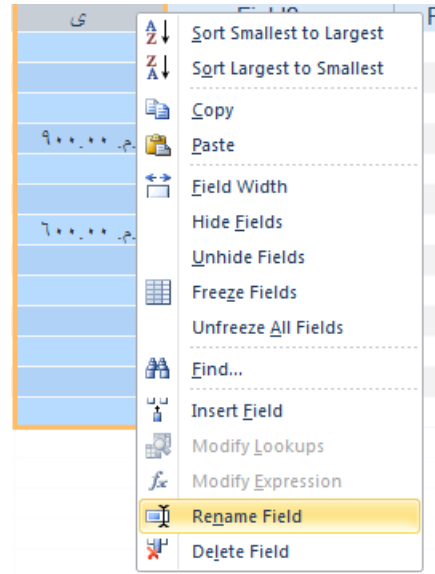 ى
Sort Smallest to Largest
Sort Largest to Smallest
Copy
٩٠٠.٠٠ .م.
Paste
Field Width
Hide Fields
٦٠٠.٠٠ .م.
Unhide Fields
Freeze Fields
Unfreeze All Fields
Find...
Insert Field
Modify Lookups
Modify Expression
Rename Field
Delete Field